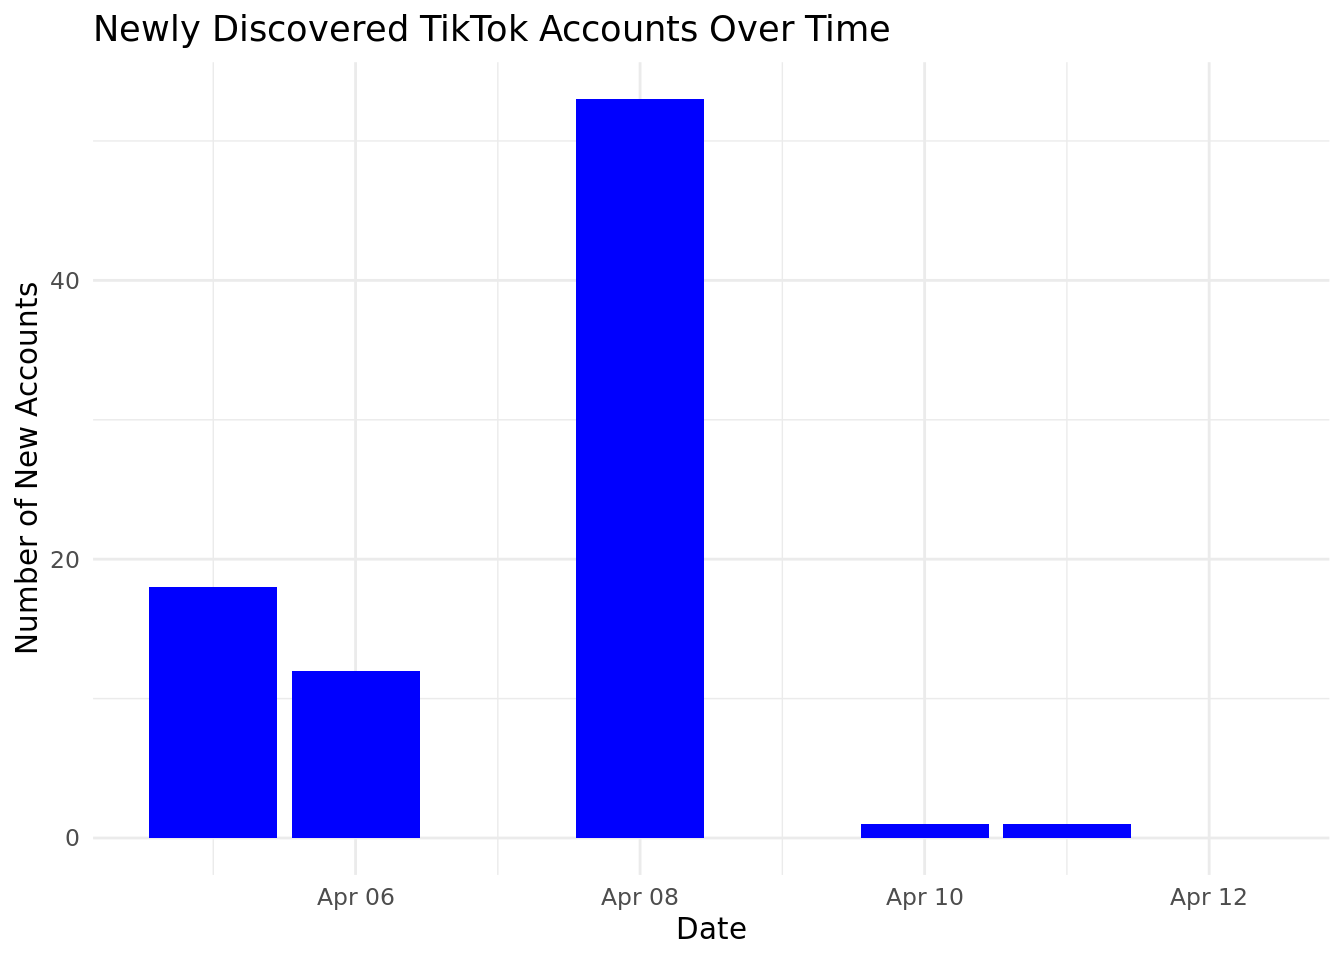 Newly Discovered TikTok Accounts Over Time
Number of New Accounts
40
20
0
Apr 06
Apr 08
Apr 10
Apr 12
Date